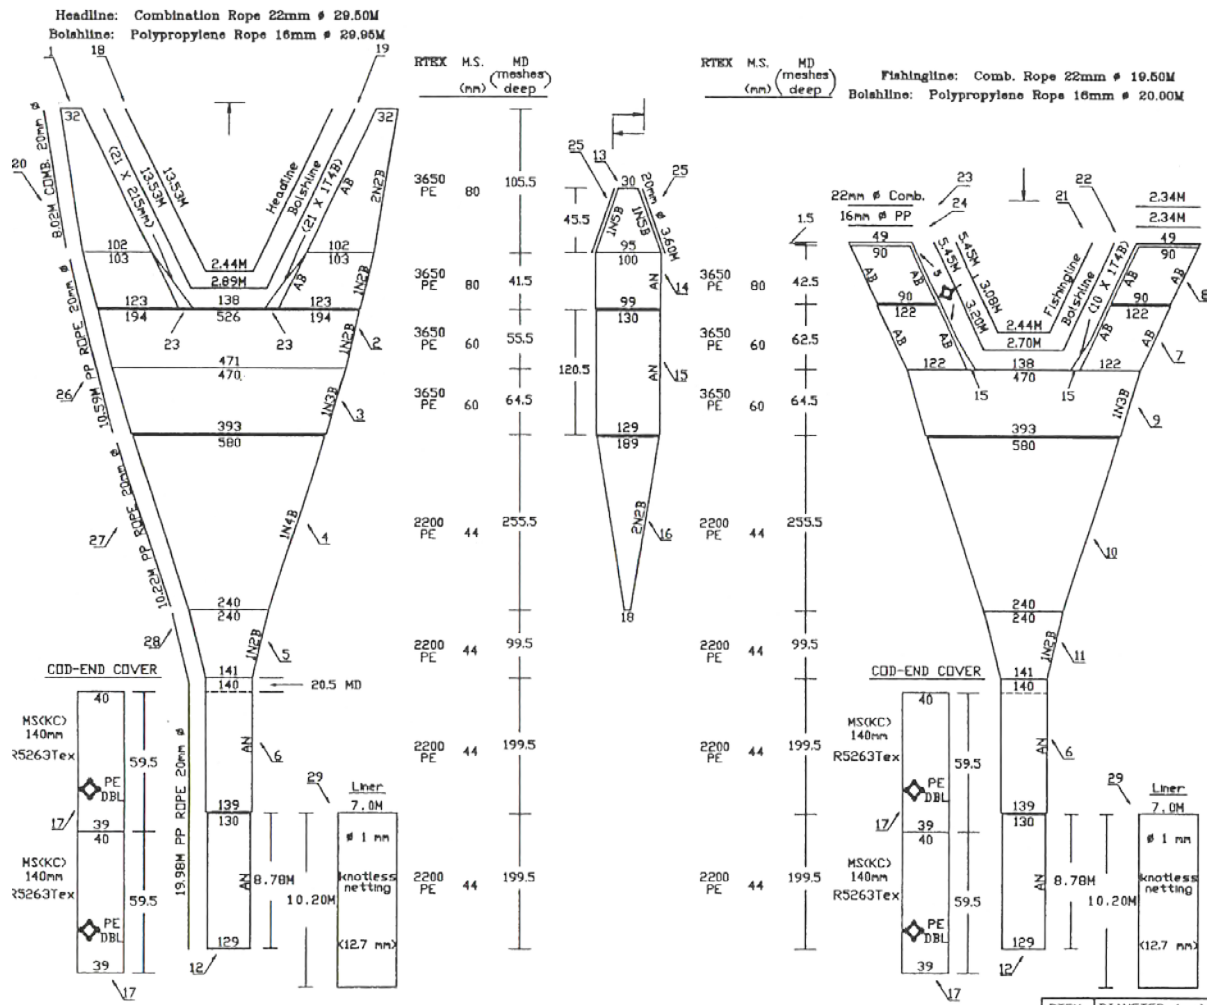 Headline: Combination Rope 22mm ø 29.50M
Bolshline: Polypropylene Rope 16mm ø 29.95M
1
18
19
RTEX M.S. MD
(mm) (meshes deep)
RTEX M.S. MD
(mm) (meshes deep)
Fishingline: Comb. Rope 22mm ø 19.50M
Bolshline: Polypropylene Rope 16mm ø 20.00M
32
32
20
8.02M COMB. 20mm ø
(21 X 215mm)
13.53M
13.53M
Headline
Bolshline
(21 X 1T4B)
AB
2N2B
3650
PE
80
105.5
102
103
102
103
2.44M
2.89M
AB
1N2B
3650
PE
80
41.5
123
138
123
194
526
194
23
23
2
1N2B
3650
PE
60
55.5
471
470
26
10.59M PP ROPE 20mm ø
1N3B
3
3650
PE
60
64.5
393
580
27
10.22M PP ROPE 20mm ø
1N4B
4
2200
PE
44
255.5
240
240
28
1N2B
5
2200
PE
44
99.5
141
140
20.5 MD
COD-END COVER
40
MS(KC)
140mm
R5263Tex
PE
DBL
59.5
39
17
40
MS(KC)
140mm
R5263Tex
PE
DBL
59.5
39
17
19.98M PP ROPE 20mm ø
AN
6
2200
PE
44
199.5
139
130
AN
8.78M
10.20M
129
12
2200
PE
44
199.5
29
Liner
7.0M
ø 1 mm
knotless
netting
(12.7 mm)
25
13
25
30
1N5B
1N5B
20mm ø 3.60M
45.5
95
100
AN
14
99
130
120.5
AN
15
129
189
2N2B
16
18
1.5
3650
PE
80
42.5
3650
PE
60
62.5
3650
PE
60
64.5
2200
PE
44
255.5
2200
PE
44
99.5
2200
PE
44
199.5
2200
PE
44
199.5
23
22mm ø Comb.
24
16mm ø PP
21
22
2.34M
2.34M
49
90
49
90
AB
AB
5.45M
5.45M
3.08M
3.20M
Fishingline
Bolshline
(10 X 1T4B)
AB
AB
8
90
122
90
122
2.44M
2.70M
AB
AB
AB
AB
7
122
138
122
470
15
15
1N3B
9
393
580
10
240
240
1N2B
11
141
140
COD-END COVER
40
MS(KC)
140mm
R5263Tex
PE
DBL
59.5
39
17
40
MS(KC)
140mm
R5263Tex
PE
DBL
59.5
39
17
AN
6
139
130
AN
8.78M
10.20M
129
12
29
Liner
7.0M
ø 1 mm
knotless
netting
(12.7 mm)